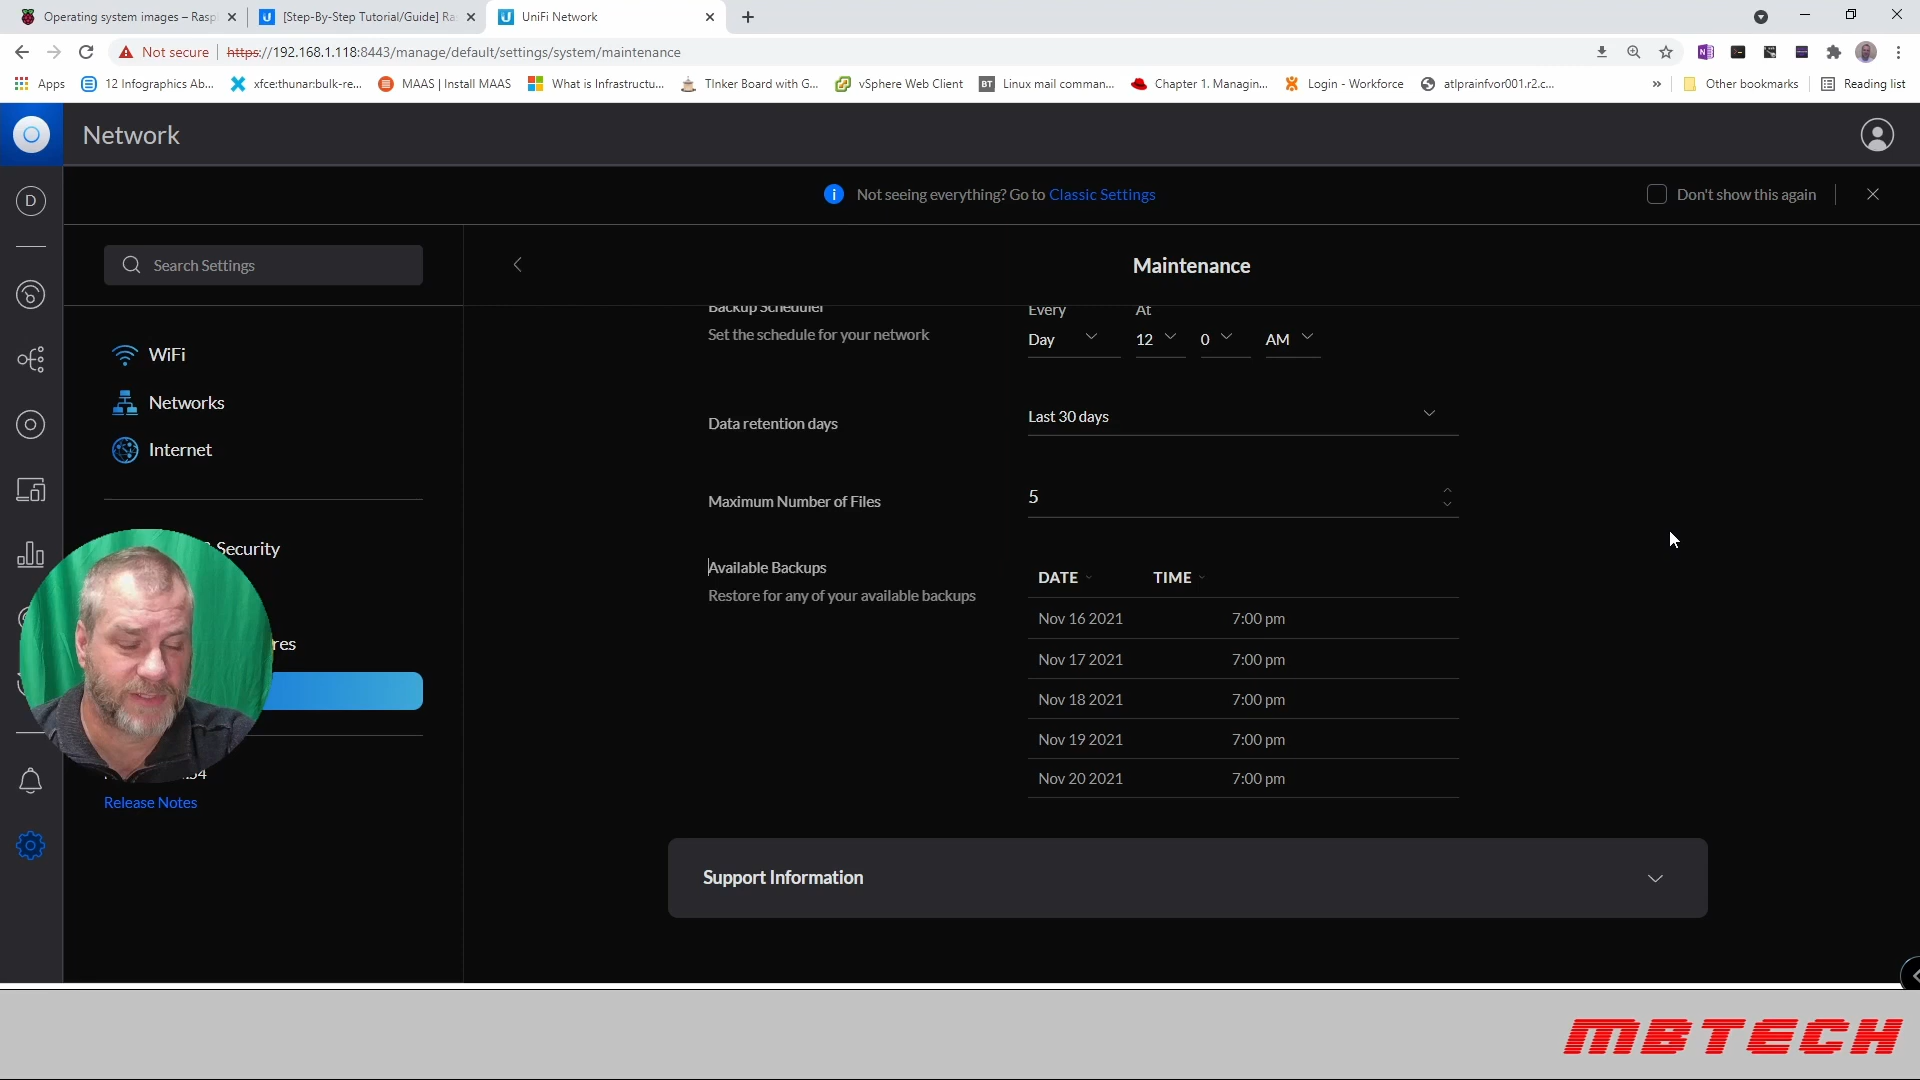 Operating system images – Raspl
[Step-By-Step Tutorial/Guide] Ra
UniFi Network
Not secure
https://192.168.1.118:8443/manage/default/settings/system/maintenance
Apps
12 Infographics Ab...
xfce:thunar:bulk-re...
MAAS | Install MAAS
What is Infrastructu...
TInker Board with G...
vSphere Web Client
BT
Linux mail comman...
Chapter 1. Managin...
Login - Workforce
atlprainfvor001.r2.c...
»
Other bookmarks
Reading list
Network
D
Not seeing everything? Go to Classic Settings
Don't show this again
Search Settings
Maintenance
WiFi
Networks
Internet
Security
res
Release Notes
Backup Scheduler
Set the schedule for your network
Every
At
Day
12
0
AM
Data retention days
Last 30 days
Maximum Number of Files
5
Available Backups
Restore for any of your available backups
DATE TIME
Nov 16 2021 7:00 pm
Nov 17 2021 7:00 pm
Nov 18 2021 7:00 pm
Nov 19 2021 7:00 pm
Nov 20 2021 7:00 pm
Support Information
MBTECH